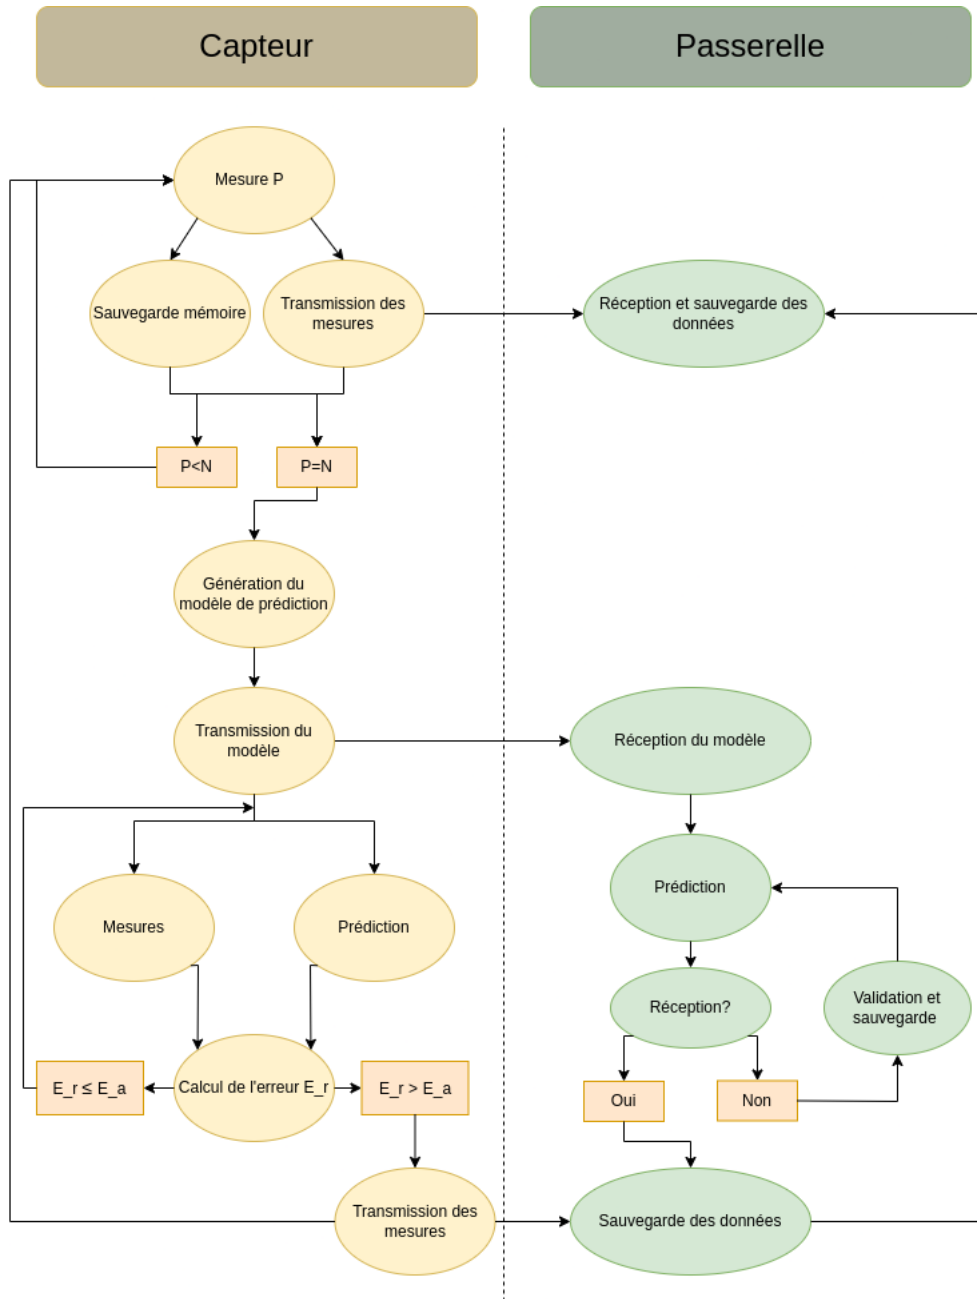 Capteur
Passerelle
Mesure P
Sauvegarde mémoire
Transmission des
mesures
Réception et sauvegarde des
données
P<N
P=N
Génération du
modèle de prédiction
Transmission du
modèle
Réception du modèle
Mesures
Prédiction
Prédiction
Réception?
Validation et
sauvegarde
E_r ≤ E_a
Calcul de l'erreur E_r
E_r > E_a
Oui
Non
Transmission des
mesures
Sauvegarde des données